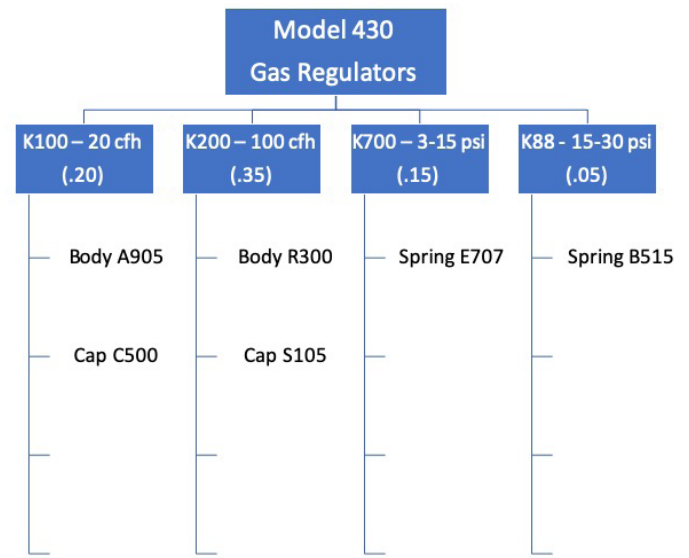 Model 430
Gas Regulators
K100 – 20 cfh
(.20)
K200 – 100 cfh
(.35)
K700 – 3-15 psi
(.15)
K88 - 15-30 psi
(.05)
Body A905
Body R300
Spring E707
Spring B515
Cap C500
Cap S105